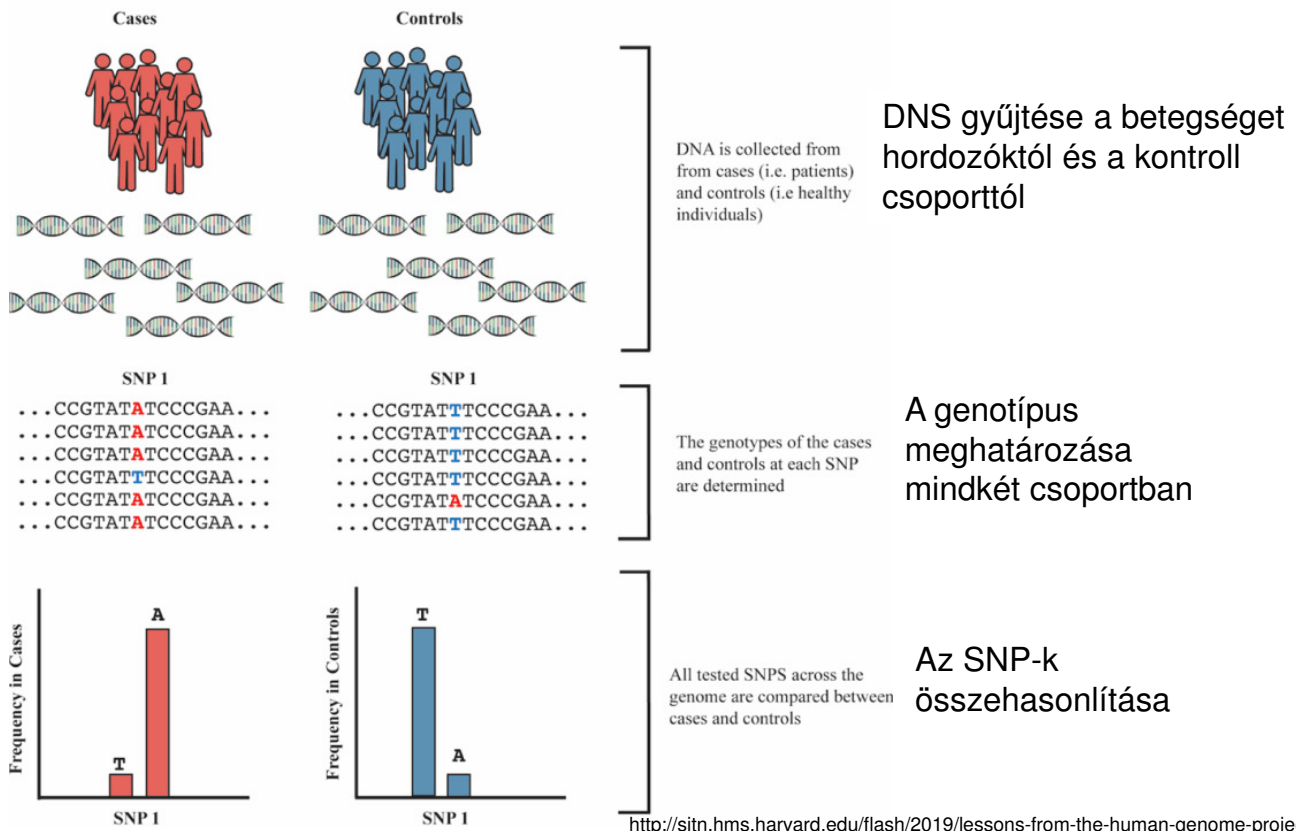 Cases
Controls
DNA is collected from
from cases (i.e. patients)
and controls (i.e healthy
individuals)
DNS gyűjtése a betegséget
hordozóktól és a kontroll
csoporttól
SNP 1
...CCGTATATCCCGAA...
...CCGTATATCCCGAA...
...CCGTATATCCCGAA...
...CCGTATTTCCCGAA...
...CCGTATATCCCGAA...
...CCGTATATCCCGAA...
SNP 1
...CCGTATTTCCCGAA...
...CCGTATTTCCCGAA...
...CCGTATTTCCCGAA...
...CCGTATTTCCCGAA...
...CCGTATATCCCGAA...
...CCGTATTTCCCGAA...
The genotypes of the cases
and controls at each SNP
are determined
A genotípus
meghatározása
mindkét csoportban
Frequency in Cases
T
A
SNP 1
Frequency in Controls
T
A
SNP 1
All tested SNPS across the
genome are compared between
cases and controls
Az SNP-k
összehasonlítása
http://sitn.hms.harvard.edu/flash/2019/lessons-from-the-human-genome-proje